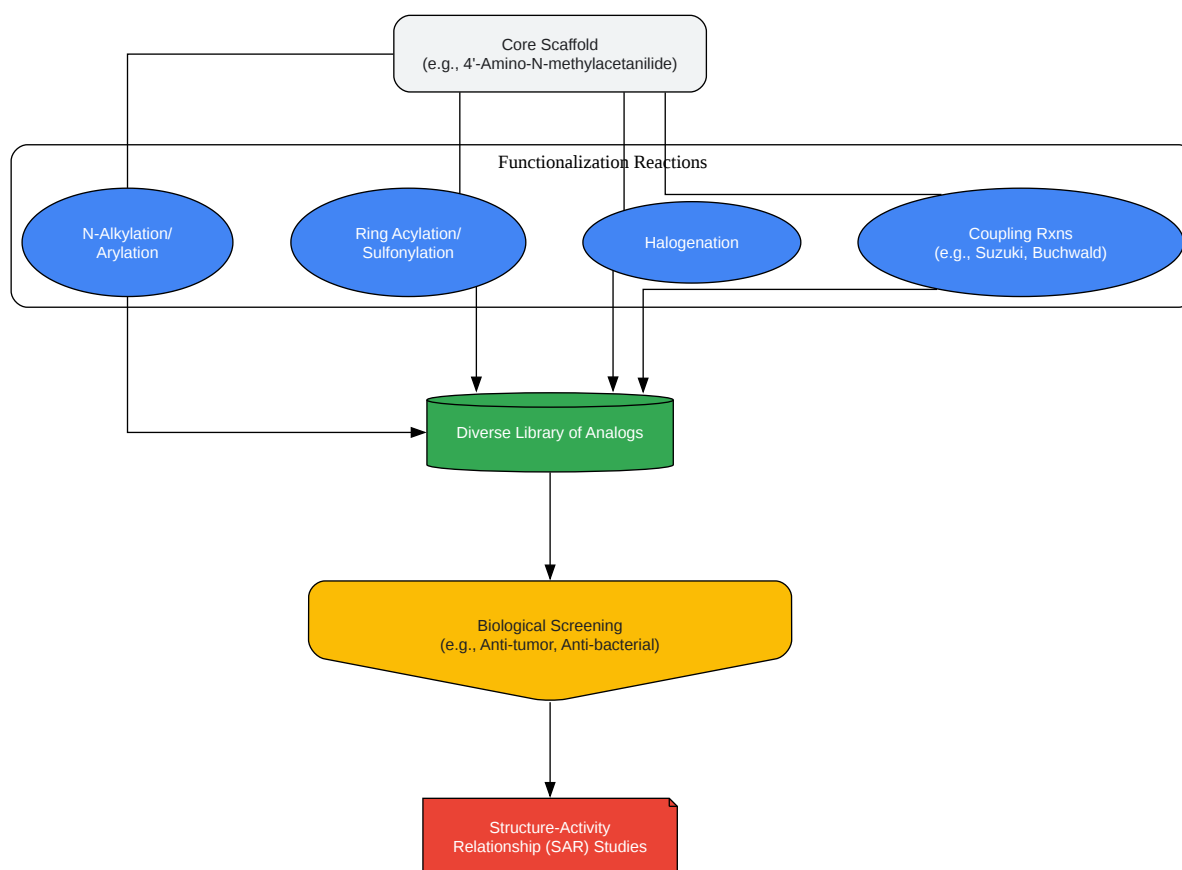 Core Scaffold
(e.g., 4'-Amino-N-methylacetanilide)
Functionalization Reactions
N-Alkylation/
Arylation
Ring Acylation/
Sulfonylation
Halogenation
Coupling Rxns
(e.g., Suzuki, Buchwald)
Diverse Library of Analogs
Biological Screening
(e.g., Anti-tumor, Anti-bacterial)
Structure-Activity
Relationship (SAR) Studies